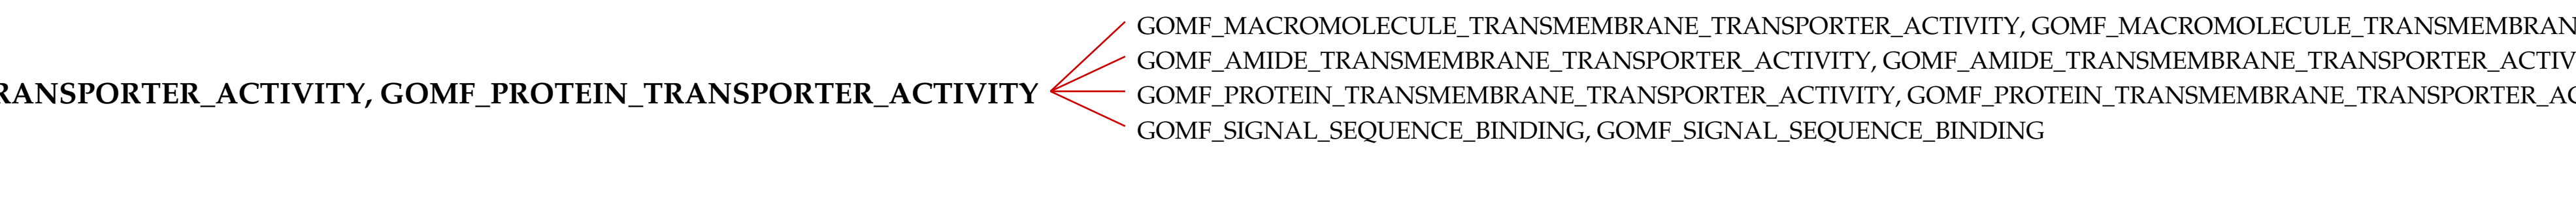 GOMF_MACROMOLECULE_TRANSMEMBRANE_TRANSPORTER_ACTIVITY, GOMF_MACROMOLECULE_TRANSMEMBRAN
GOMF_AMIDE_TRANSMEMBRANE_TRANSPORTER_ACTIVITY, GOMF_AMIDE_TRANSMEMBRANE_TRANSPORTER_ACTIV
RANSPORTER_ACTIVITY, GOMF_PROTEIN_TRANSPORTER_ACTIVITY
GOMF_PROTEIN_TRANSMEMBRANE_TRANSPORTER_ACTIVITY, GOMF_PROTEIN_TRANSMEMBRANE_TRANSPORTER_AC
GOMF_SIGNAL_SEQUENCE_BINDING, GOMF_SIGNAL_SEQUENCE_BINDING